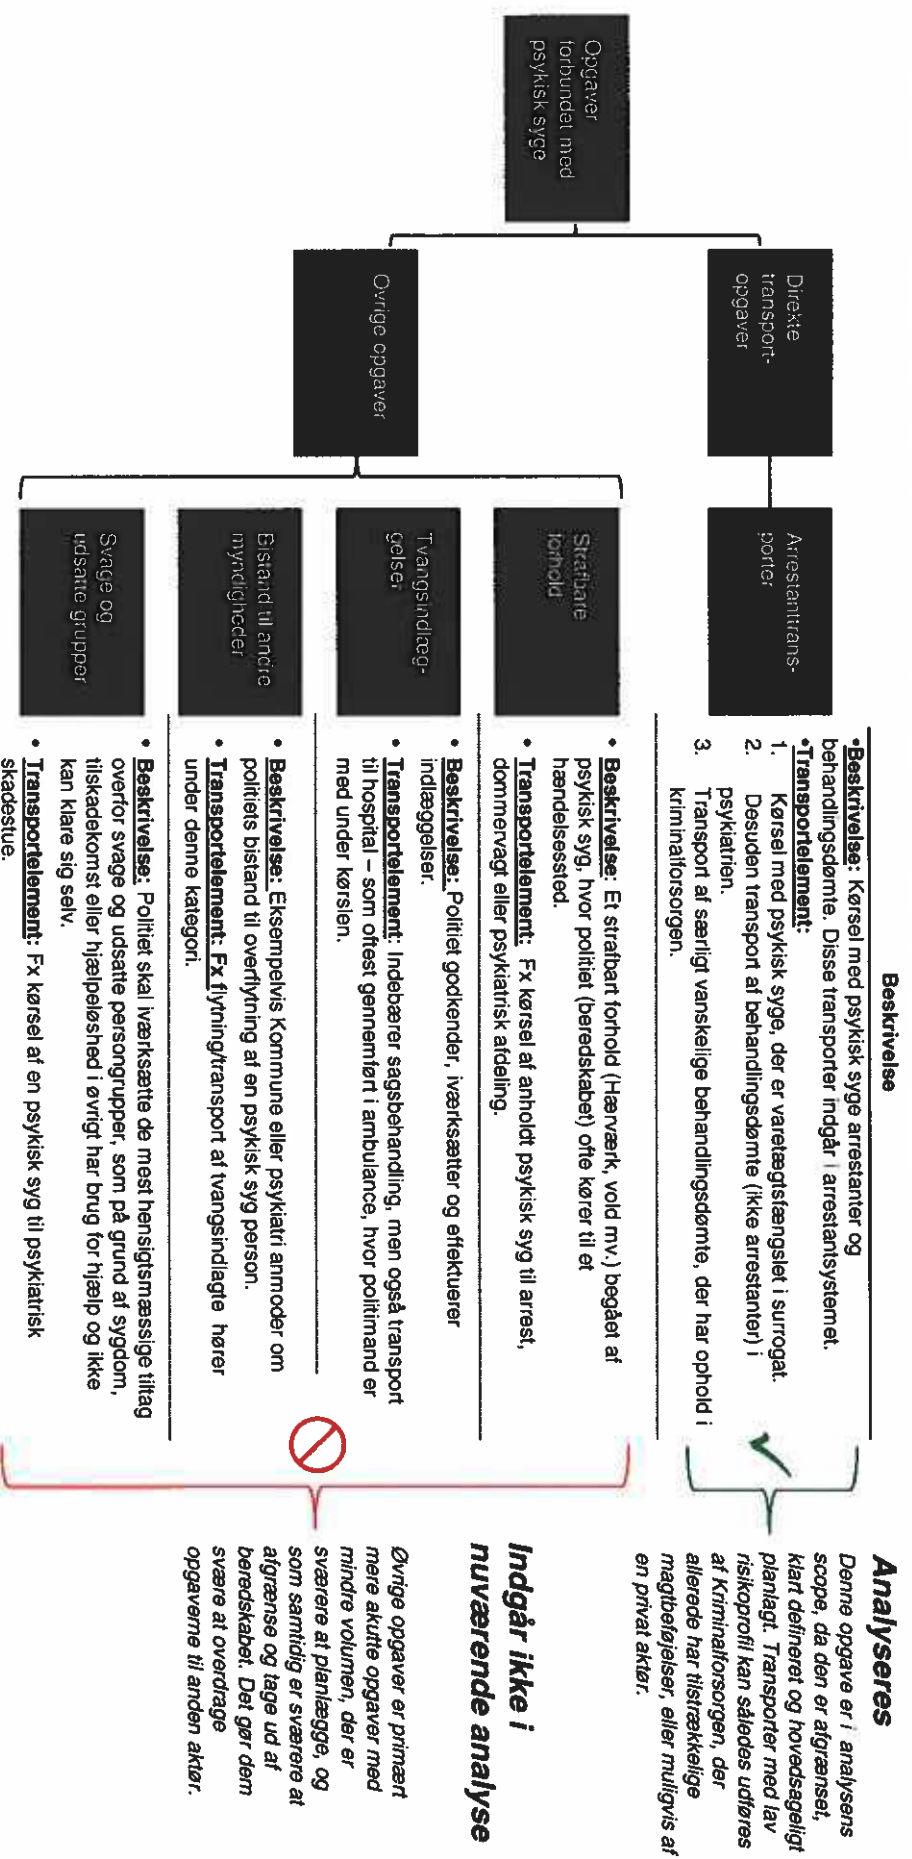 Opgaver
forbundet med
psykisk syge
Direkte
transport-
opgaver
Øvrige opgaver
Arrestanttrans-
porter
Strafbare
forhold
Tvangsindlæg-
gelser
Bistand til andre
myndigheder
Svage og
udsatte grupper
Beskrivelse
•Beskrivelse: Kørsel med psykisk syge arrestanter og
behandlingsdømte. Disse transporter indgår i arrestantsystemet.
•Transportelement:
1. Kørsel med psykisk syge, der er varetægtsfængslet i surrogat.
2. Desuden transport af behandlingsdømte (ikke arrestanter) i
psykiatrien.
3. Transport af særligt vanskelige behandlingsdømte, der har ophold i
kriminalforsorgen.
• Beskrivelse: Et strafbart forhold (Hærværk, vold mv.) begået af
psykisk syg, hvor politiet (beredskabet) ofte kører til et
hændelsessted.
• Transportelement: Fx kørsel af anholdt psykisk syg til arrest,
dommervagt eller psykiatrisk afdeling.
• Beskrivelse: Politiet godkender, iværksætter og effektuerer
indlæggelser.
• Transportelement: Indebærer sagsbehandling, men også transport
til hospital – som oftest gennemført i ambulance, hvor politimand er
med under kørslen.
• Beskrivelse: Eksempelvis Kommune eller psykiatri anmoder om
politiets bistand til overflytning af en psykisk syg person.
• Transportelement: Fx flytning/transport af tvangsindlagte hører
under denne kategori.
• Beskrivelse: Politiet skal iværksætte de mest hensigtsmæssige tiltag
overfor svage og udsatte persongrupper, som på grund af sygdom,
tilskadekomst eller hjælpeløshed i øvrigt har brug for hjælp og ikke
kan klare sig selv.
• Transportelement: Fx kørsel af en psykisk syg til psykiatrisk
skadestue.
Analyseres
Denne opgave er i analysens
scope, da den er afgrænset,
klart defineret og hovedsageligt
planlagt. Transporter med lav
risikoprofil kan således udføres
af Kriminalforsorgen, der
allerede har tilstrækkelige
magtbeføjelser, eller muligvis af
en privat aktør.
Indgår ikke i
nuværende analyse
Øvrige opgaver er primært
mere akutte opgaver med
mindre volumen, der er
sværere at planlægge, og
som samtidig er sværere at
afgrænse og tage ud af
beredskabet. Det gør dem
sværere at overdrage
opgaverne til anden aktør.